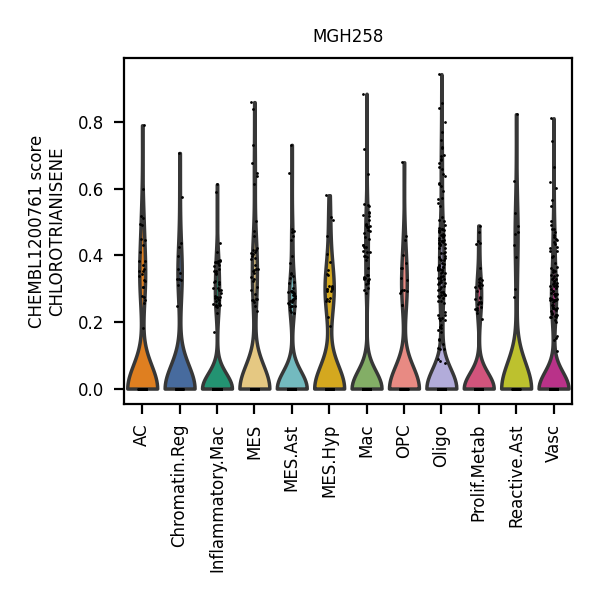 MGH258
CHEMBL1200761 score
CHLOROTRIANISENE
0.8
0.6
0.4
0.2
0.0
AC
Chromatin.Reg
Inflammatory.Mac
MES
MES.Ast
MES.Hyp
Mac
OPC
Oligo
Prolif.Metab
Reactive.Ast
Vasc